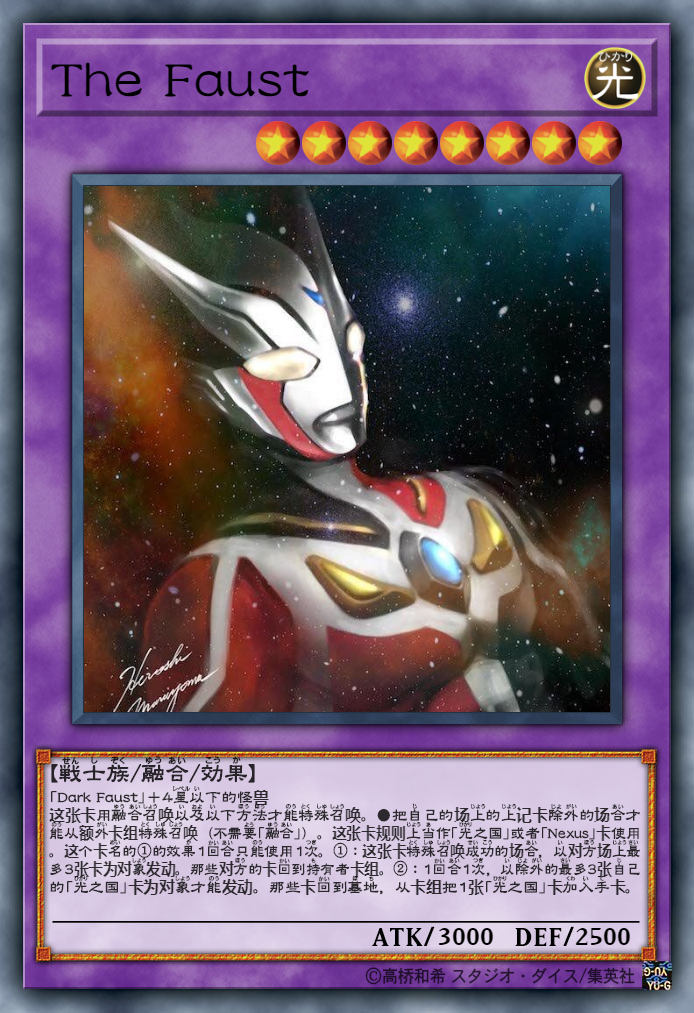 The Faust
ひかり
光
Hiroshi
【戦士族/融合/効果】
「Dark Faust」+4星以下的怪兽
这张卡用融合召唤以及以下方法才能特殊召唤。●把自己的场上的上记卡除外的场合才
能从额外卡组特殊召唤(不需要「融合」)。这张卡规则上当作「光之国」或者「Nexus」卡使用
。这个卡名的①的效果1回合只能使用1次。①:这张卡特殊召唤成功的场合,以对方场上最
多3张卡为对象发动。那些对方的卡回到持有者卡组。②:1回合1次,以除外的最多3张自己
的「光之国」卡为对象才能发动。那些卡回到墓地,从卡组把1张「光之国」卡加入手卡。
ATK/3000 DEF/2500
©高桥和希 スタジオ・ダイス/集英社
YU-G